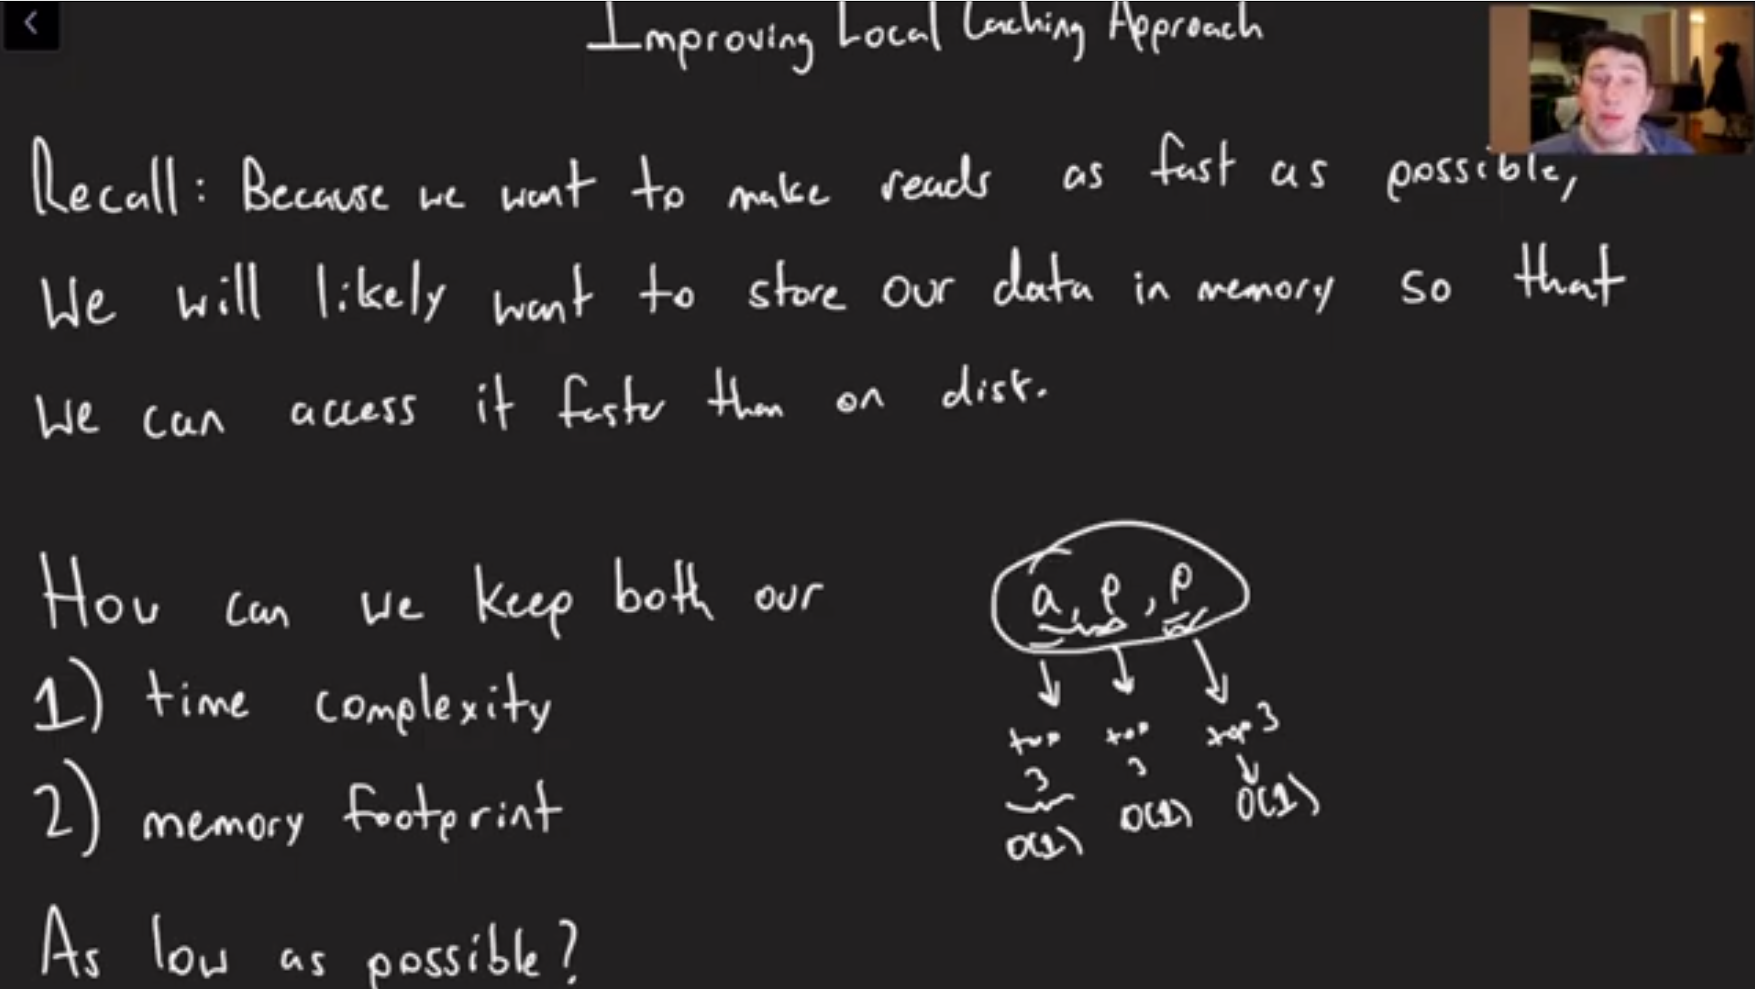 Improving Local Caching Approach
Recall: Because we want to make reads as fast as possible,
We will likely want to store our data in memory so that
We can access it faster than on disk.
How can we keep both our
a, p, p
1) time complexity
top top top 3
3 3
2) memory footprint
O(1) O(1) O(1)
As low as possible?